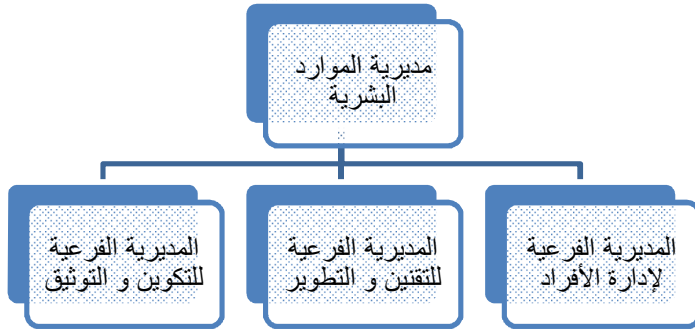 مديرية الموارد
البشرية
المديرية الفرعية
لإدارة الأفراد
المديرية الفرعية
للتقنين و التطوير
المديرية الفرعية
للتكوين و التوثيق